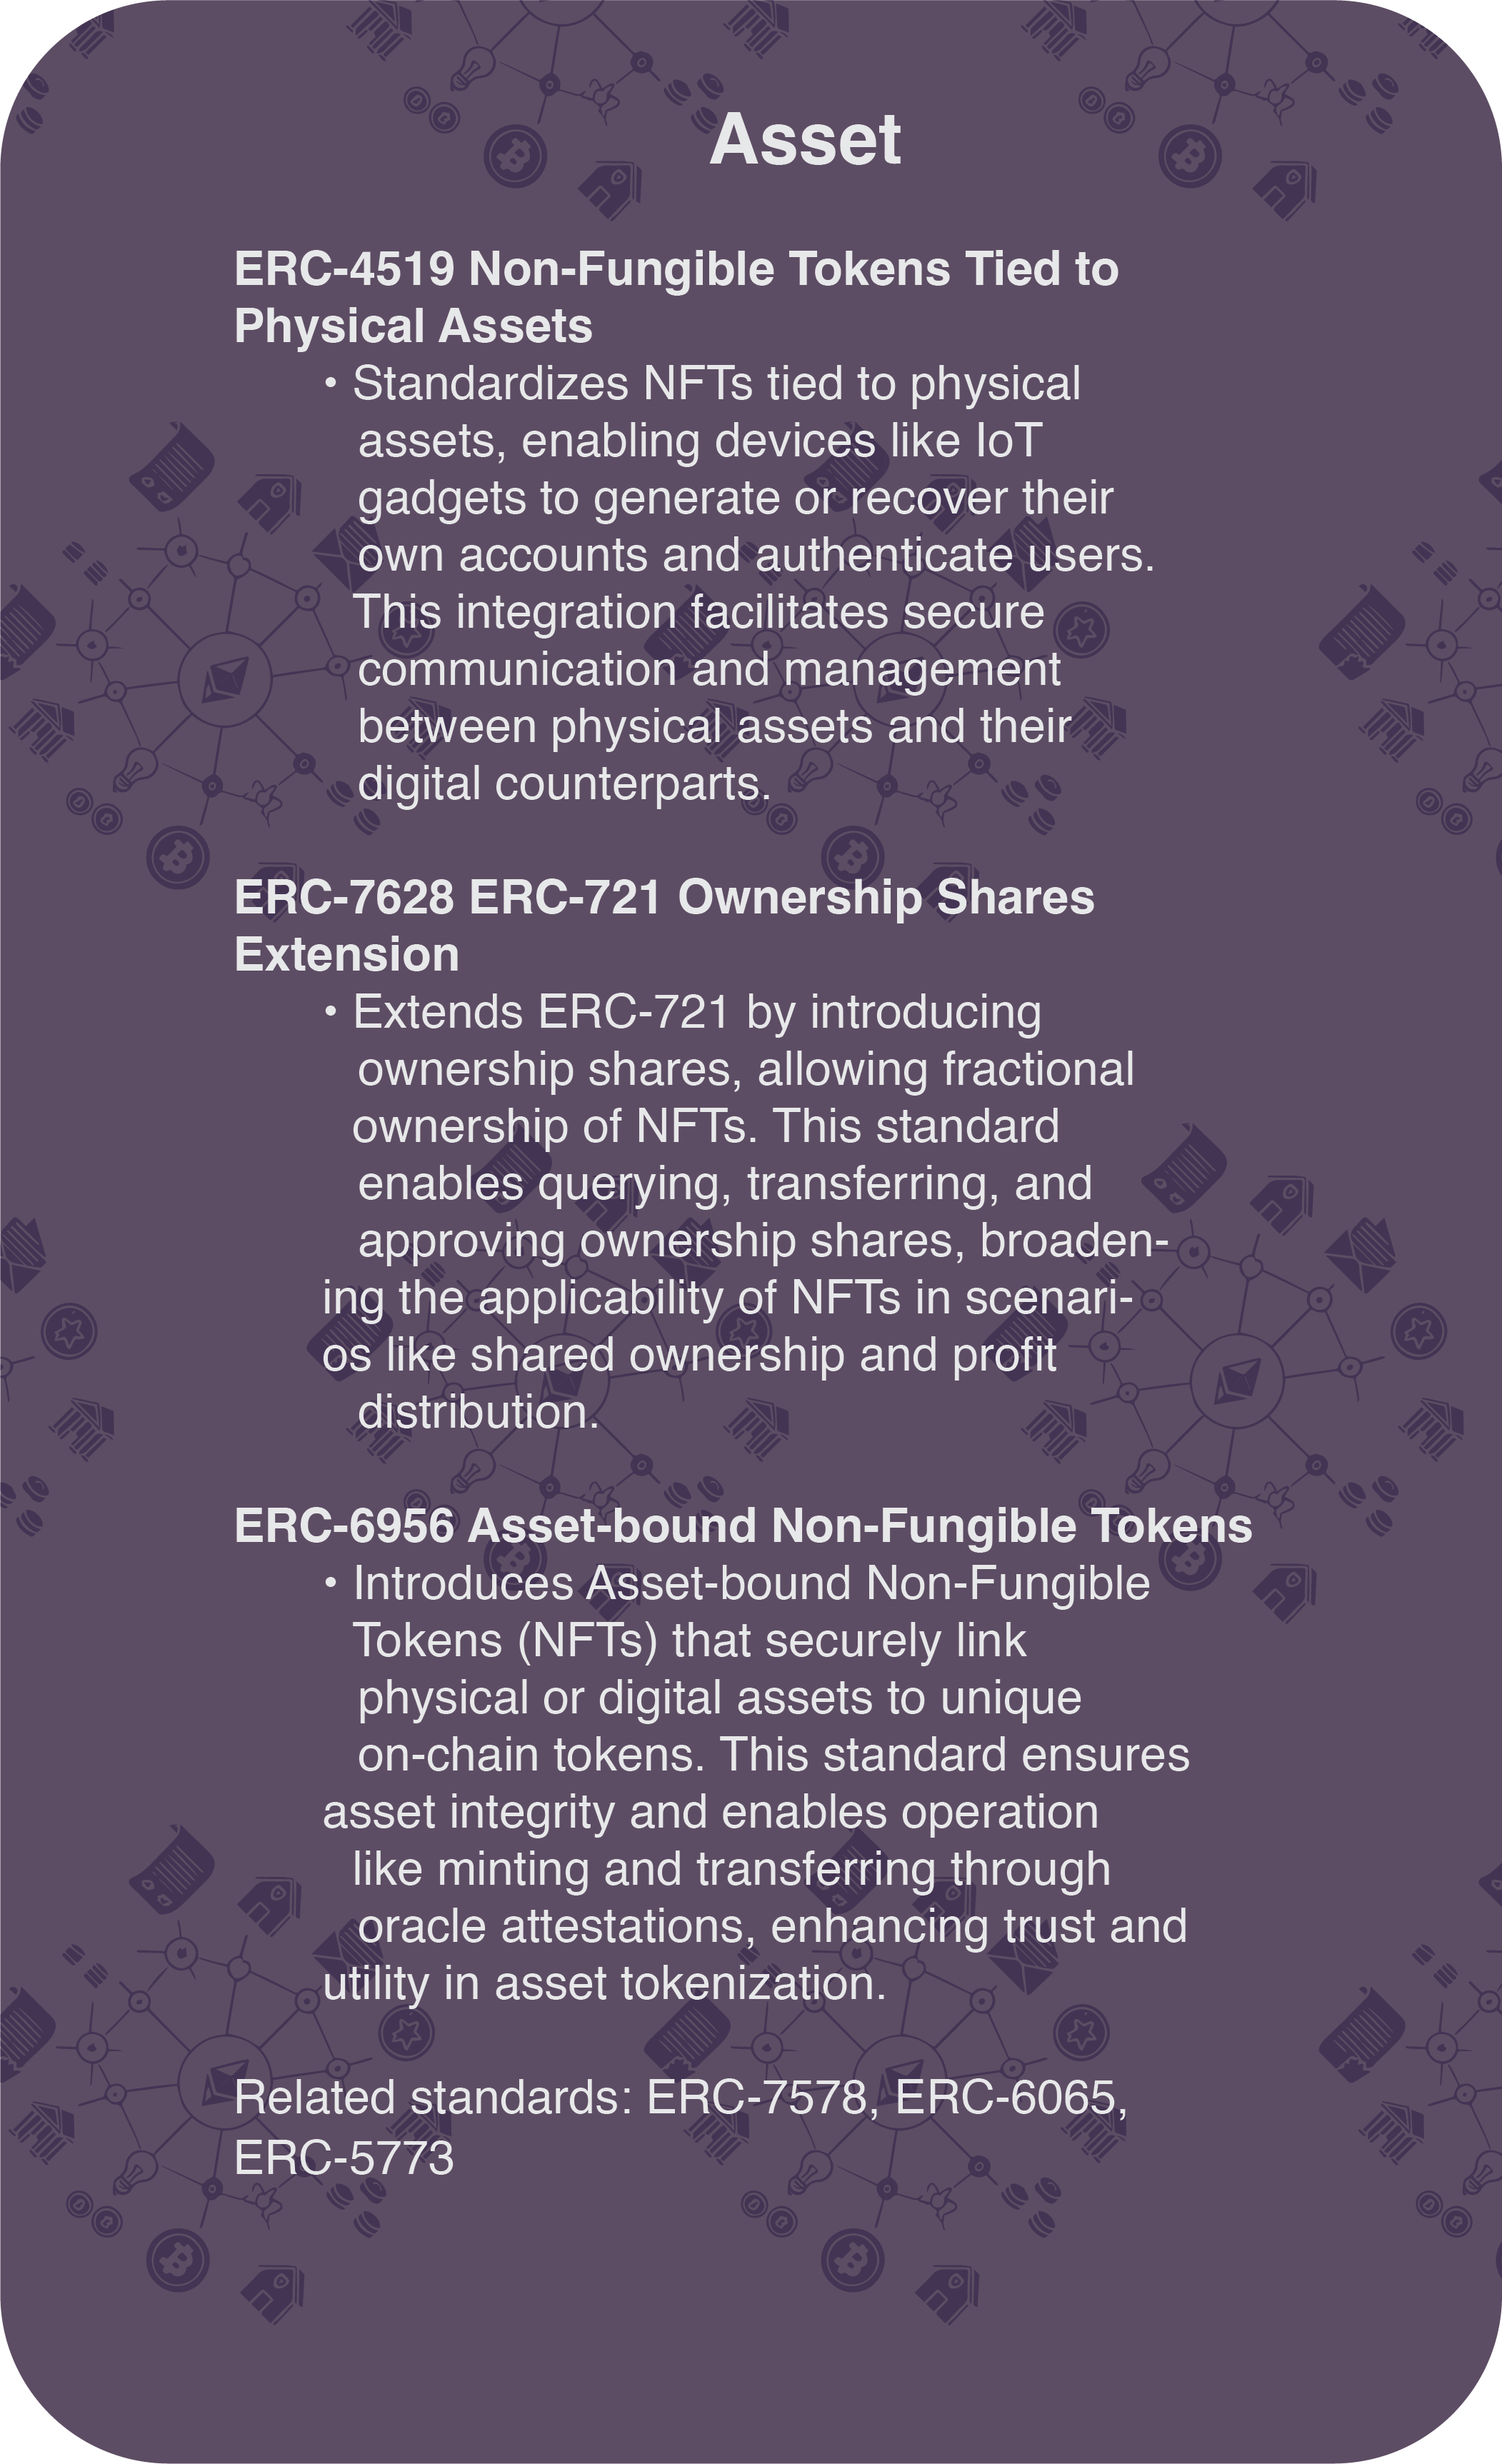 Asset
ERC-4519 Non-Fungible Tokens Tied to
Physical Assets
• Standardizes NFTs tied to physical
assets, enabling devices like IoT
gadgets to generate or recover their
own accounts and authenticate users.
This integration facilitates secure
communication and management
between physical assets and their
digital counterparts.
ERC-7628 ERC-721 Ownership Shares
Extension
• Extends ERC-721 by introducing
ownership shares, allowing fractional
ownership of NFTs. This standard
enables querying, transferring, and
approving ownership shares, broaden-
ing the applicability of NFTs in scenari-
os like shared ownership and profit
distribution.
ERC-6956 Asset-bound Non-Fungible Tokens
• Introduces Asset-bound Non-Fungible
Tokens (NFTs) that securely link
physical or digital assets to unique
on-chain tokens. This standard ensures
asset integrity and enables operation
like minting and transferring through
oracle attestations, enhancing trust and
utility in asset tokenization.
Related standards: ERC-7578, ERC-6065,
ERC-5773